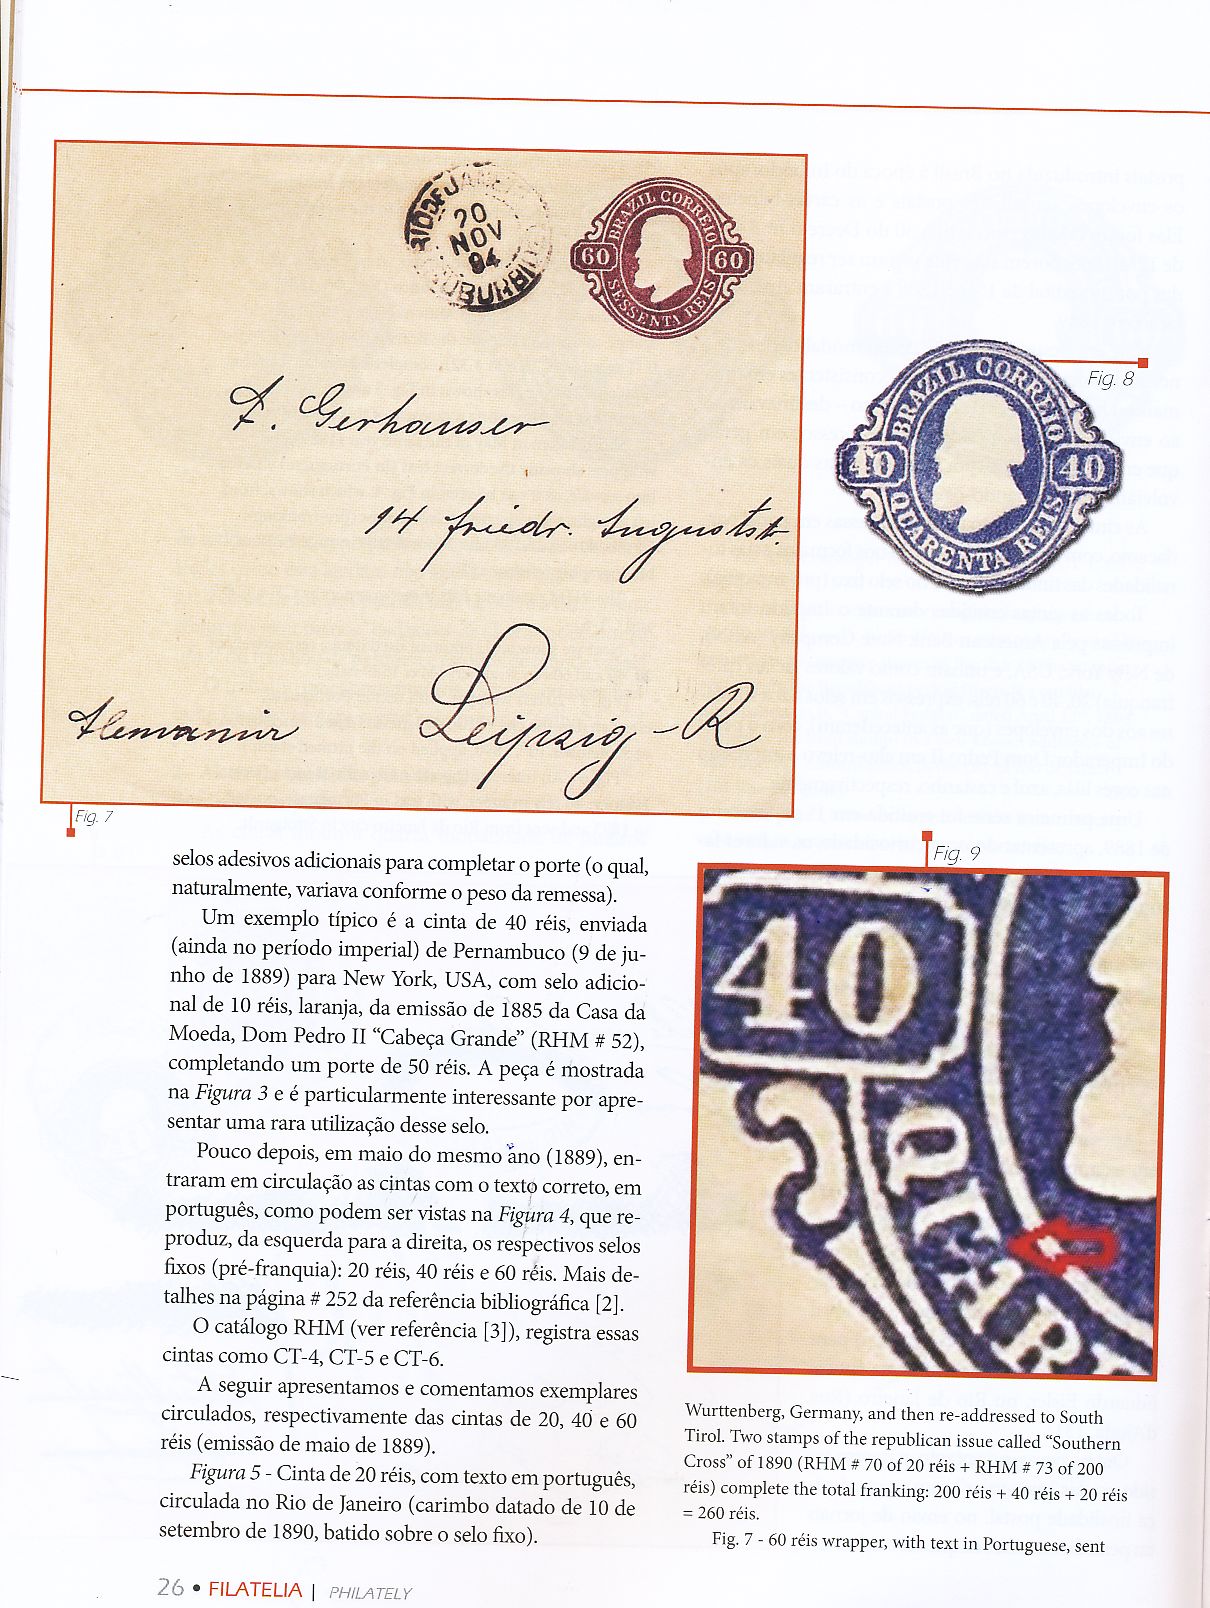 RIO DE JANEIRO
20
NOV
94
SUBURBIOS
BRAZIL CORREIO
60 60
SESSENTA REIS
A. Gerhauser
14 friedr. Auguststr.
Leipzig-R
Alemania
Fig. 7
BRAZIL CORREIO
40 40
QUARENTA REIS
Fig. 8
Fig. 9
40
QUAR
selos adesivos adicionais para completar o porte (o qual,
naturalmente, variava conforme o peso da remessa).
Um exemplo típico é a cinta de 40 réis, enviada
(ainda no período imperial) de Pernambuco (9 de ju-
nho de 1889) para New York, USA, com selo adicio-
nal de 10 réis, laranja, da emissão de 1885 da Casa da
Moeda, Dom Pedro II “Cabeça Grande” (RHM # 52),
completando um porte de 50 réis. A peça é mostrada
na Figura 3 e é particularmente interessante por apre-
sentar uma rara utilização desse selo.
Pouco depois, em maio do mesmo ano (1889), en-
traram em circulação as cintas com o texto correto, em
português, como podem ser vistas na Figura 4, que re-
produz, da esquerda para a direita, os respectivos selos
fixos (pré-franquia): 20 réis, 40 réis e 60 réis. Mais de-
talhes na página # 252 da referência bibliográfica [2].
O catálogo RHM (ver referência [3]), registra essas
cintas como CT-4, CT-5 e CT-6.
A seguir apresentamos e comentamos exemplares
circulados, respectivamente das cintas de 20, 40 e 60
réis (emissão de maio de 1889).
Figura 5 - Cinta de 20 réis, com texto em português,
circulada no Rio de Janeiro (carimbo datado de 10 de
setembro de 1890, batido sobre o selo fixo).
Wurttenberg, Germany, and then re-addressed to South
Tirol. Two stamps of the republican issue called “Southern
Cross” of 1890 (RHM # 70 of 20 réis + RHM # 73 of 200
réis) complete the total franking: 200 réis + 40 réis + 20 réis
= 260 réis.
Fig. 7 - 60 réis wrapper, with text in Portuguese, sent
26 • FILATELIA | PHILATELY